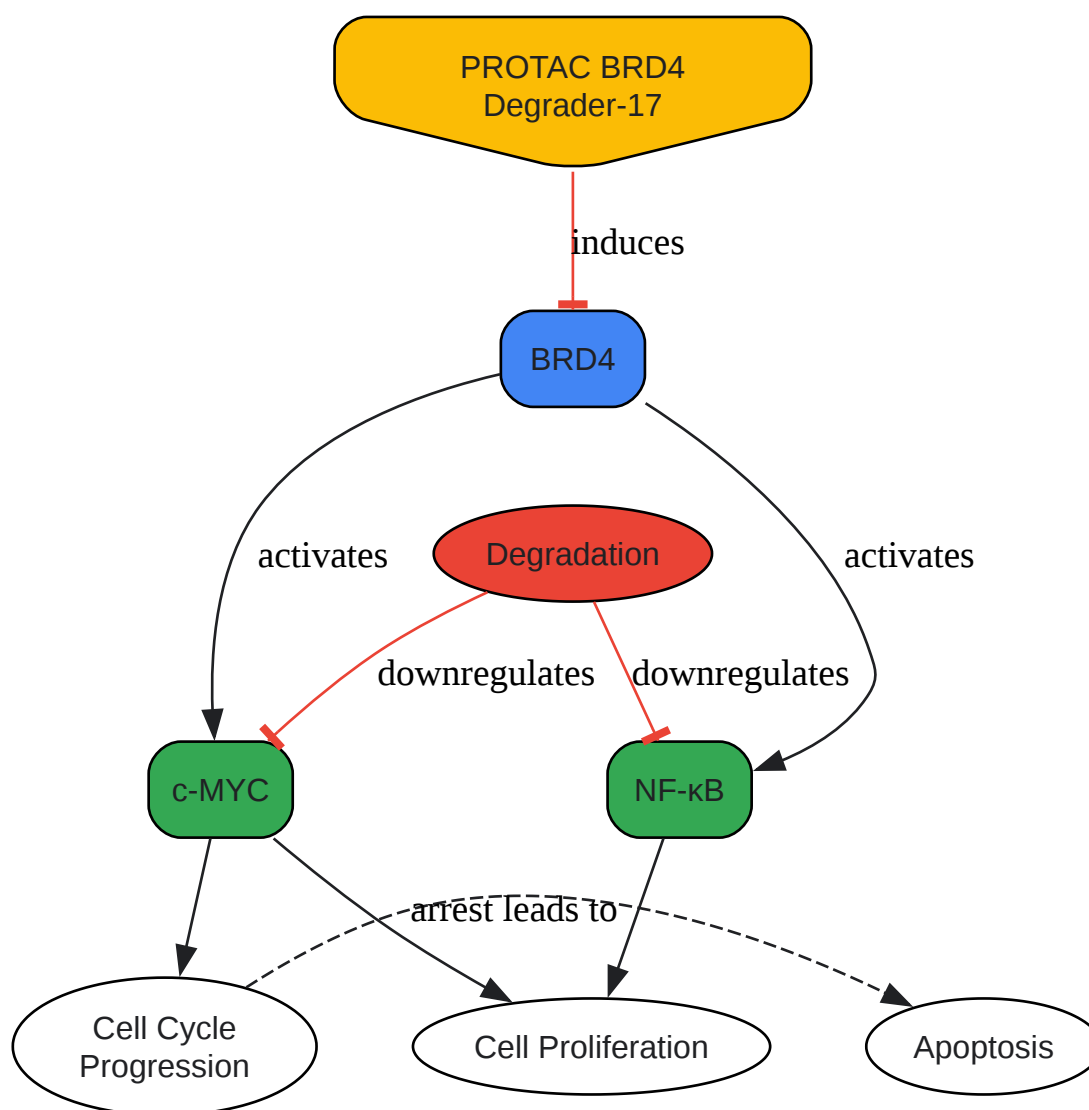 PROTAC BRD4
Degrader-17
induces
BRD4
activates
Degradation
activates
downregulates
downregulates
c-MYC
NF-κB
arrest leads to
Cell Cycle
Progression
Cell Proliferation
Apoptosis